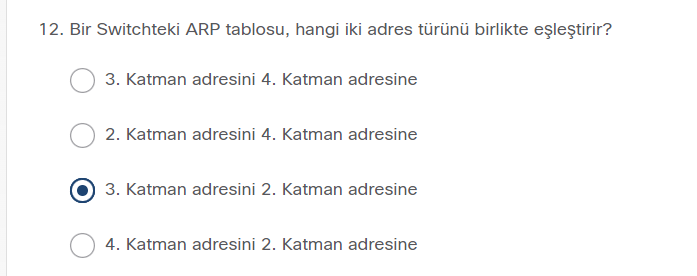 12. Bir Switchteki ARP tablosu, hangi iki adres türünü birlikte eşleştirir?
3. Katman adresini 4. Katman adresine
2. Katman adresini 4. Katman adresine
3. Katman adresini 2. Katman adresine
4. Katman adresini 2. Katman adresine